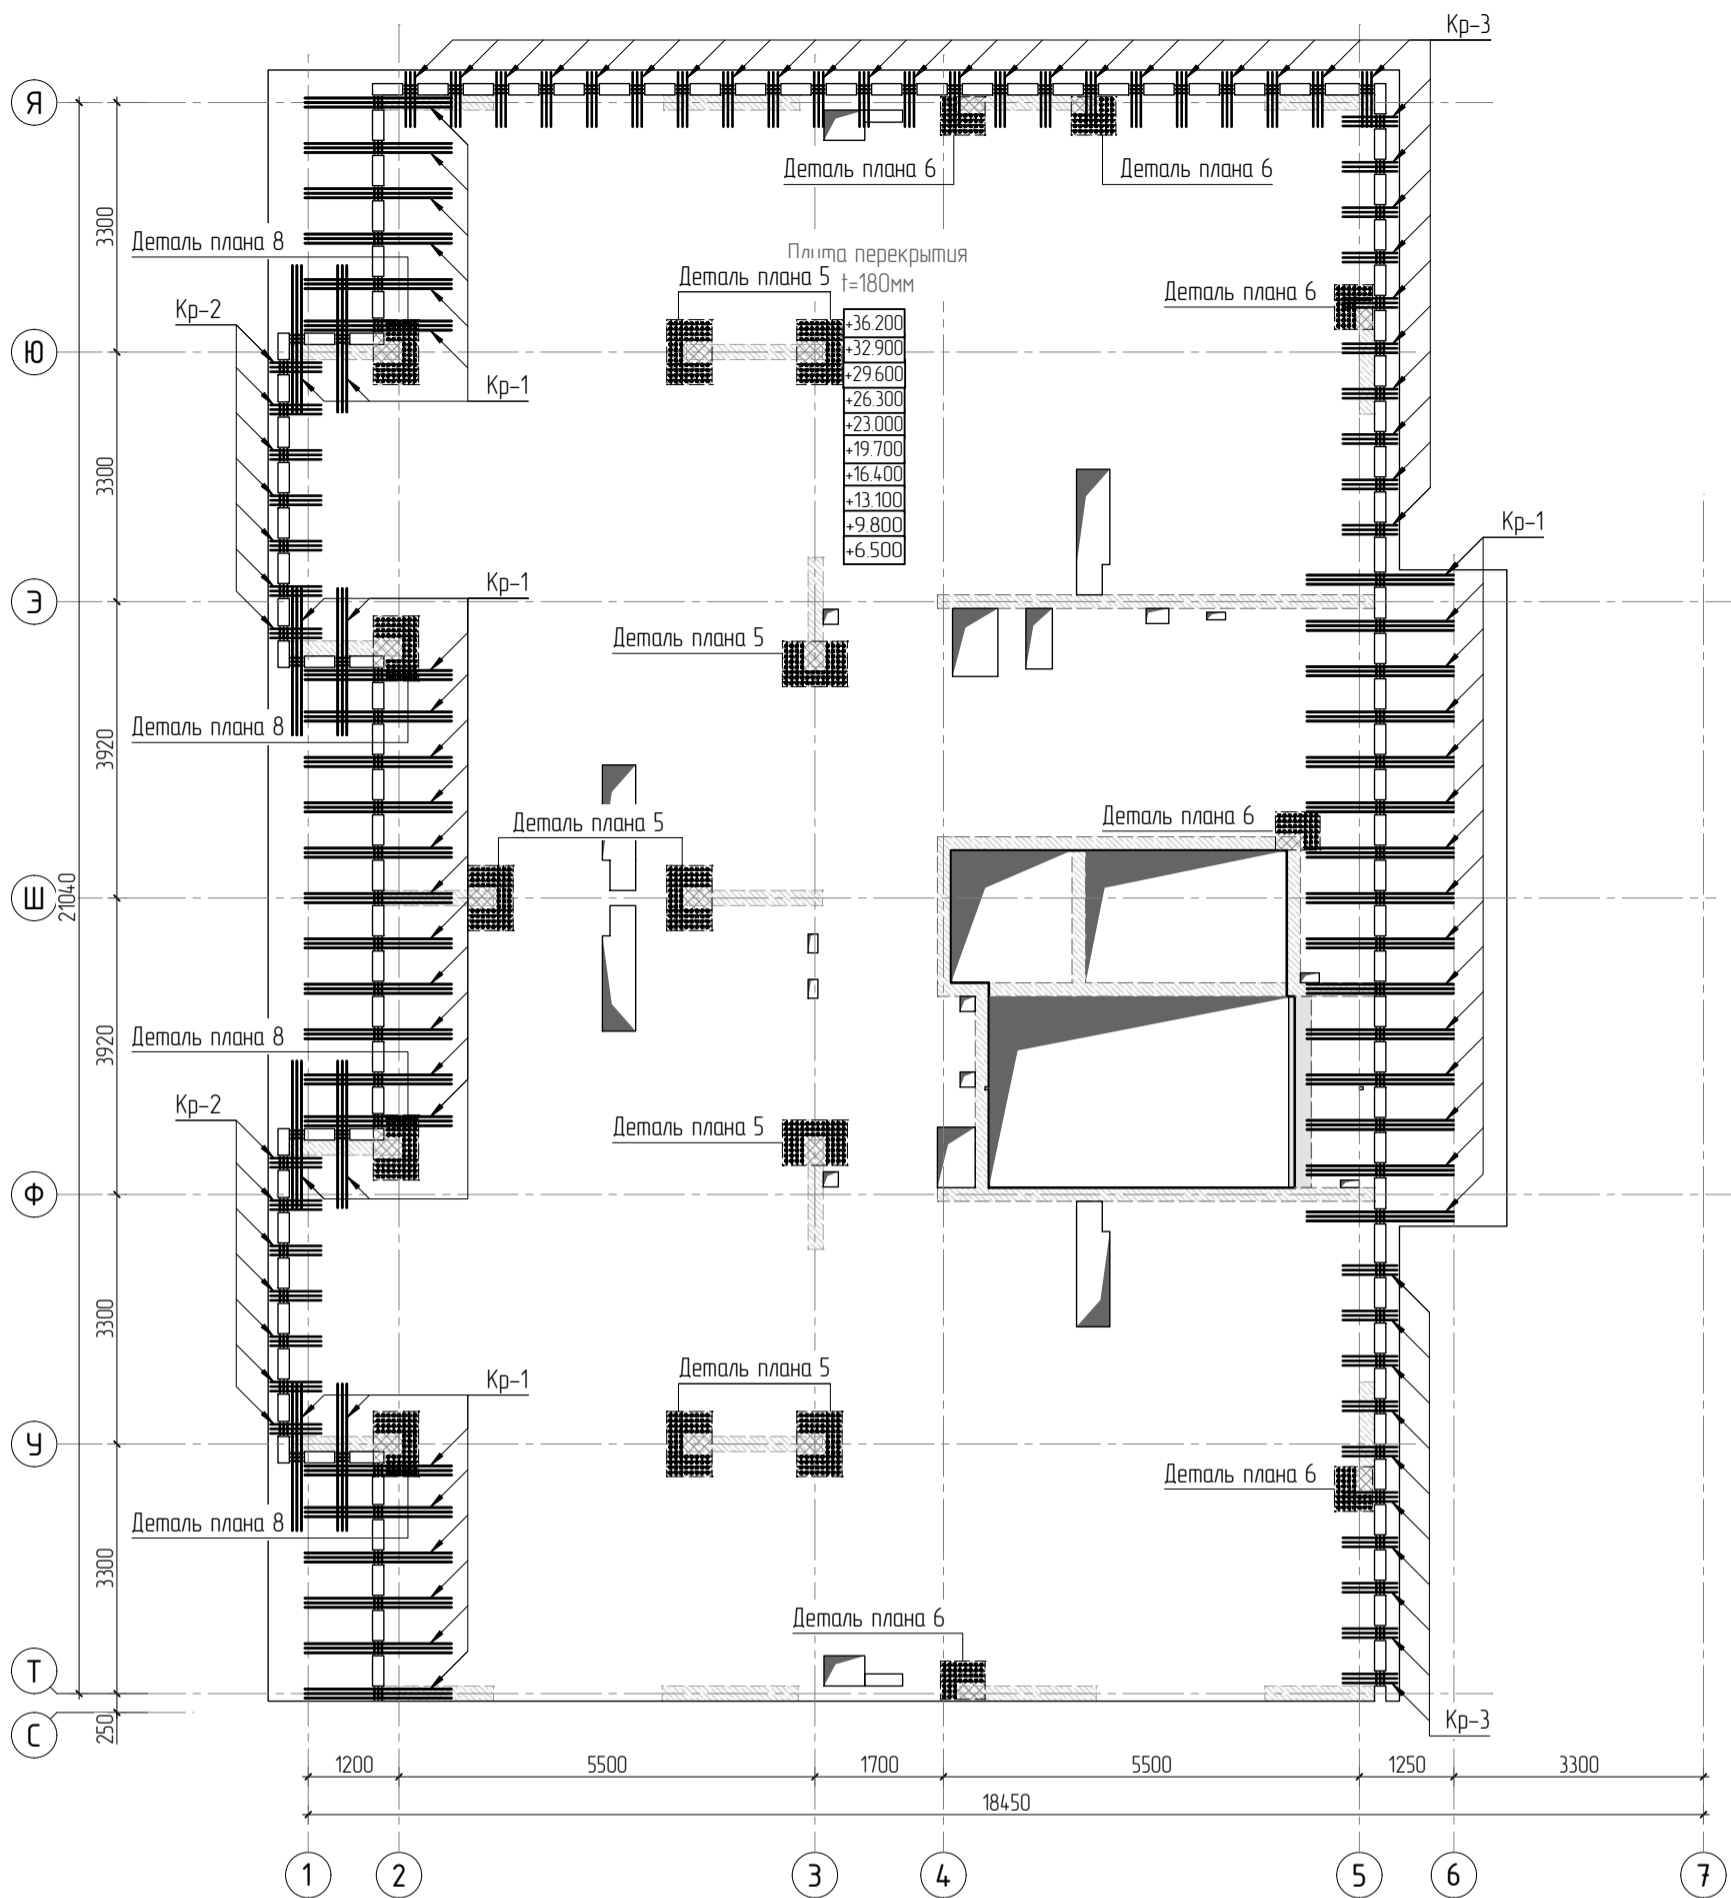 Кр-3
Я
Деталь плана 6
Деталь плана 6
3300
Деталь плана 8
Плита перекрытия
t=180мм
Деталь плана 5
Деталь плана 6
Кр-2
+36.200
+32.900
+29.600
+26.300
+23.000
+19.700
+16.400
+13.100
+9.800
+6.500
Ю
Кр-1
3300
Кр-1
Э
Кр-1
Деталь плана 5
Деталь плана 8
3920
Деталь плана 5
Деталь плана 6
Ш
21040
Деталь плана 8
3920
Кр-2
Деталь плана 5
Ф
3300
Кр-1
Деталь плана 5
У
Деталь плана 6
Деталь плана 8
3300
Деталь плана 6
Т
С
250
Кр-3
1200
5500
1700
5500
1250
3300
18450
1
2
3
4
5
6
7